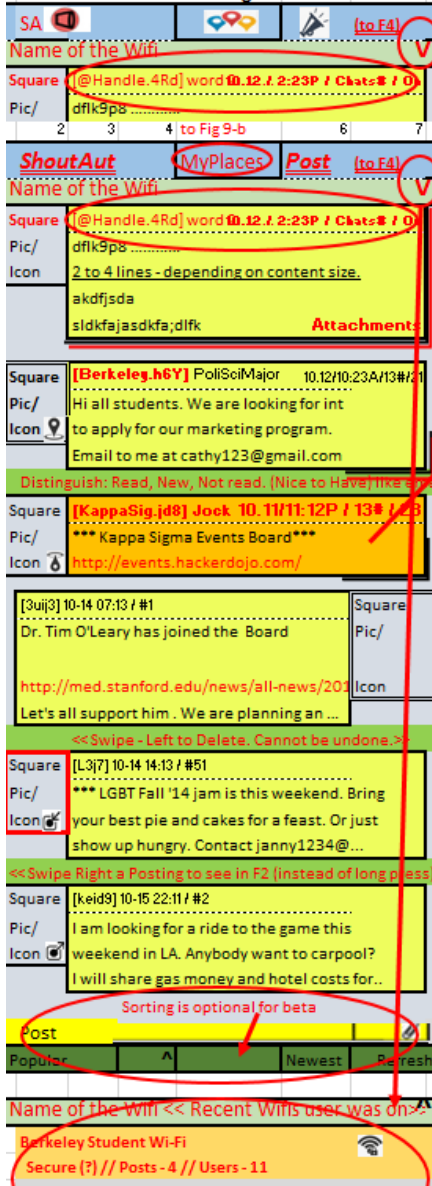 SA (to F4)
Name of the Wifi V
Square [@Handle.4Rd] word 10.12./ 2:23P / Chats# /
Pic/ dflk9p8 ............
2 3 4 to Fig 9-b 6 7
ShoutAut MyPlaces Post (to F4)
Name of the Wifi V
Square [@Handle.4Rd] word 10.12./ 2:23P / Chats# /
Pic/ dflk9p8 ............
Icon 2 to 4 lines - depending on content size.
akdfjsda
sldkfajasdkfa;dlfk Attachments
Square [Berkeley.h6Y] PoliSciMajor 10.12/10:23A/13#/21
Pic/ Hi all students. We are looking for int
Icon to apply for our marketing program.
Email to me at cathy123@gmail.com
Distinguish: Read, New, Not read. (Nice to Have) like
Square [KappaSig.jd8] Jock 10.11/11:12P / 13# /
Pic/ *** Kappa Sigma Events Board***
Icon http://events.hackerdojo.com/
[3uij3] 10-14 07:13 / #1 Square
Dr. Tim O'Leary has joined the Board Pic/
http://med.stanford.edu/news/all-news/201 Icon
Let's all support him . We are planning an ...
<<Swipe - Left to Delete. Cannot be undone.>>
Square [L3j7] 10-14 14:13 / #51
Pic/ *** LGBT Fall '14 jam is this weekend. Bring
Icon your best pie and cakes for a feast. Or just
show up hungry. Contact janny1234@...
<<Swipe Right a Posting to see in F2 (instead of long press)
Square [keid9] 10-15 22:11 / #2
Pic/ I am looking for a ride to the game this
Icon weekend in LA. Anybody want to carpool?
I will share gas money and hotel costs for..
Sorting is optional for beta
Post
Popular ^ Newest Refresh
Name of the Wifi << Recent Wifis user was on>> ^
Berkeley Student Wi-Fi
Secure (?) // Posts - 4 // Users - 11